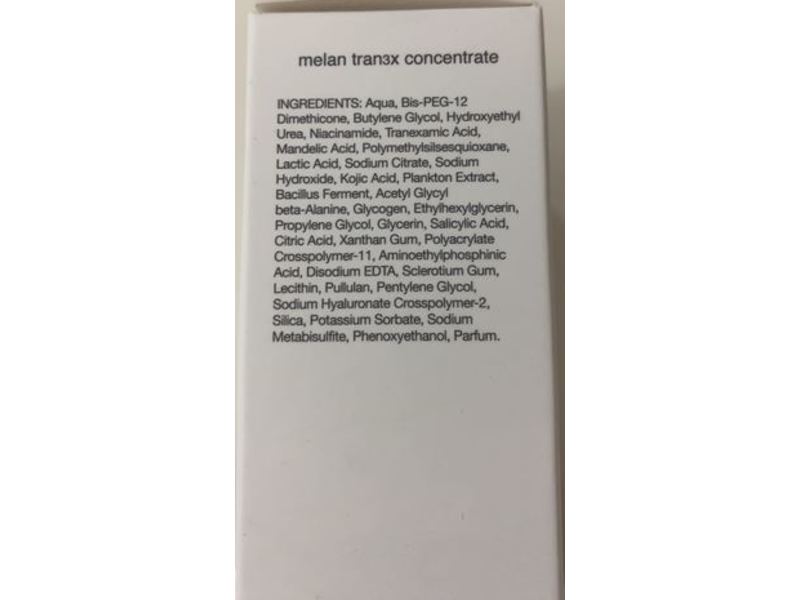 melan tran3x concentrate
INGREDIENTS: Aqua, Bis-PEG-12
Dimethicone, Butylene Glycol, Hydroxyethyl
Urea, Niacinamide, Tranexamic Acid,
Mandelic Acid, Polymethylsilsesquioxane,
Lactic Acid, Sodium Citrate, Sodium
Hydroxide, Kojic Acid, Plankton Extract,
Bacillus Ferment, Acetyl Glycyl
beta-Alanine, Glycogen, Ethylhexylglycerin,
Propylene Glycol, Glycerin, Salicylic Acid,
Citric Acid, Xanthan Gum, Polyacrylate
Crosspolymer-11, Aminoethylphosphinic
Acid, Disodium EDTA, Sclerotium Gum,
Lecithin, Pullulan, Pentylene Glycol,
Sodium Hyaluronate Crosspolymer-2,
Silica, Potassium Sorbate, Sodium
Metabisulfite, Phenoxyethanol, Parfum.